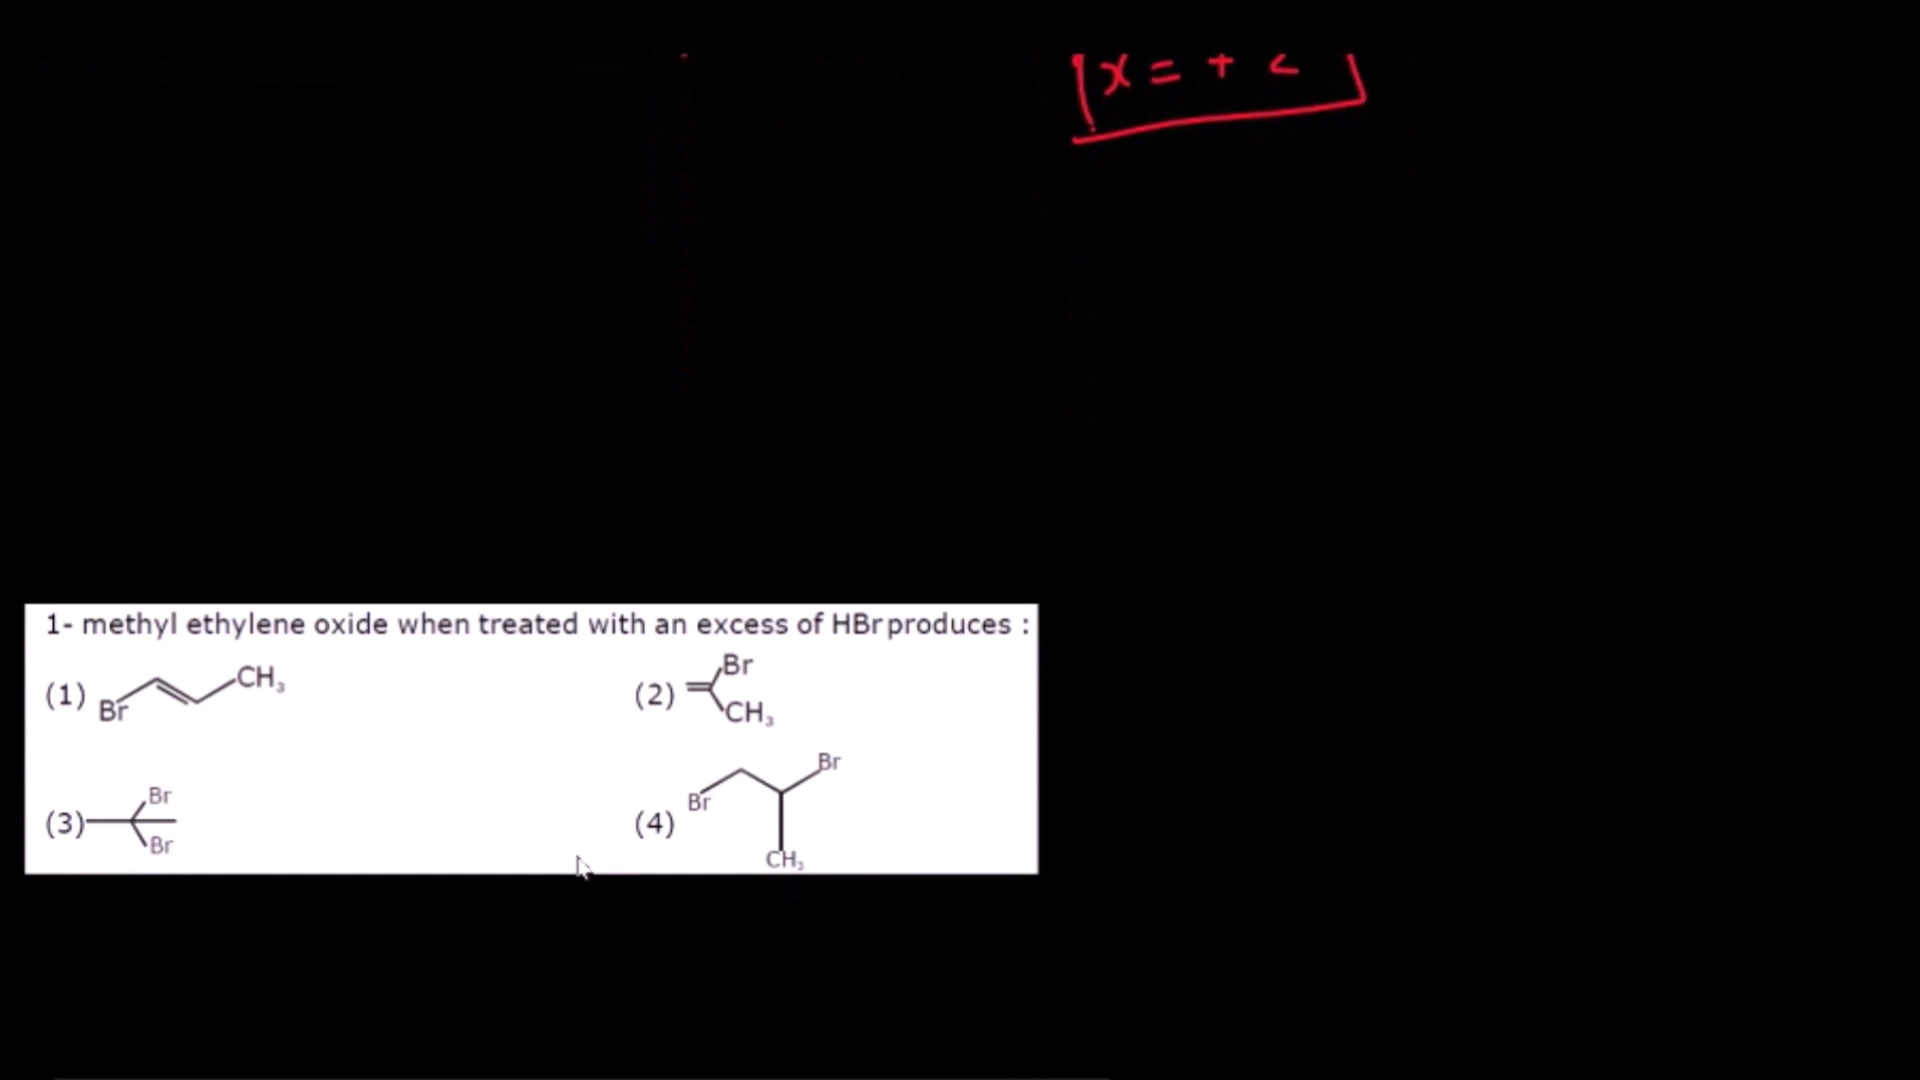 x = + 2
1- methyl ethylene oxide when treated with an excess of HBr produces :
(1) Br CH₃
(2) Br CH₃
(3) Br Br
(4) Br Br CH₃